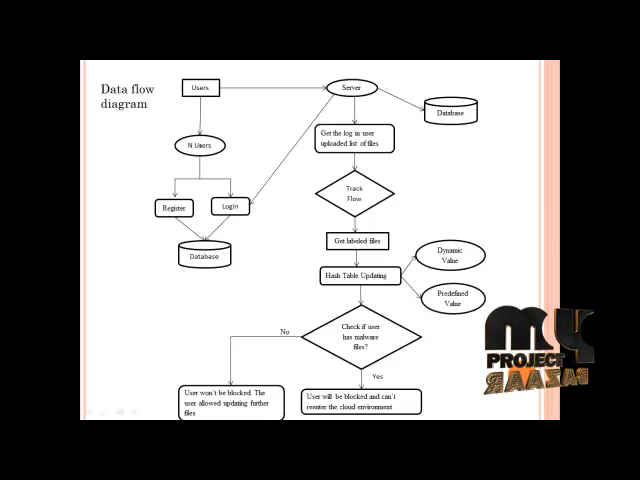 Data flow
diagram
Users
Server
Database
N Users
Get the log in user
uploaded list of files
Track
Flow
Register
Login
Get labeled files
Database
Dynamic
Value
Hash Table Updating
Predefined
Value
Check if user
has malware
files?
No
Yes
User won't be blocked. The
user allowed updating further
files
User will be blocked and can't
reenter the cloud environment
my
PROJECT
BAZAAR